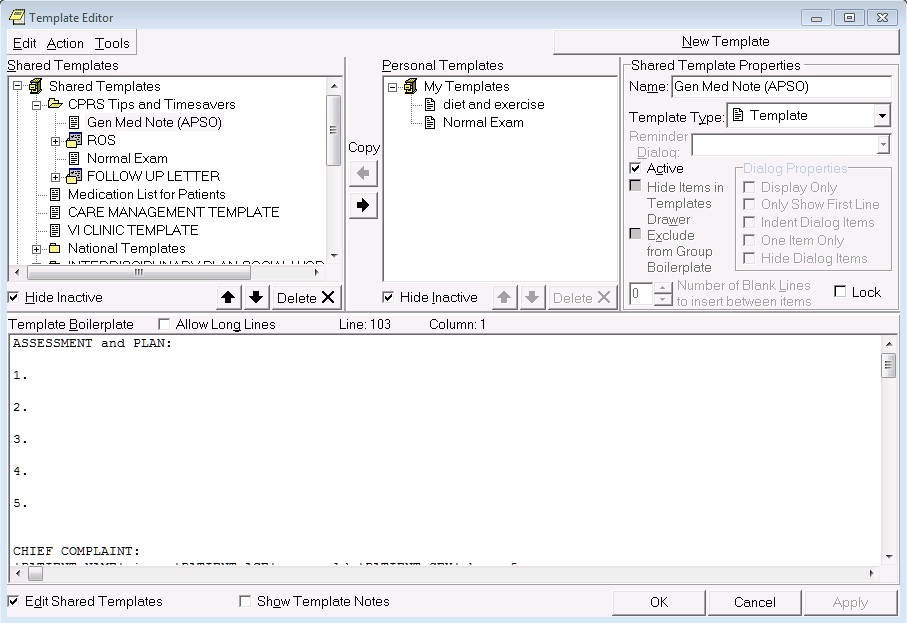 Template Editor
Edit Action Tools
New Template
Shared Templates
Shared Templates
CPRS Tips and Timesavers
Gen Med Note (APSO)
ROS
Normal Exam
FOLLOW UP LETTER
Medication List for Patients
CARE MANAGEMENT TEMPLATE
VI CLINIC TEMPLATE
National Templates
Hide Inactive
Delete
Copy
Personal Templates
My Templates
diet and exercise
Normal Exam
Hide Inactive
Delete
Shared Template Properties
Name: Gen Med Note (APSO)
Template Type: Template
Reminder
Dialog:
Active
Hide Items in
Templates
Drawer
Exclude
from Group
Boilerplate
Dialog Properties
Display Only
Only Show First Line
Indent Dialog Items
One Item Only
Hide Dialog Items
0 Number of Blank Lines
to insert between items
Lock
Template Boilerplate Allow Long Lines Line: 103 Column: 1
ASSESSMENT and PLAN:
1.
2.
3.
4.
5.
CHIEF COMPLAINT:
Edit Shared Templates Show Template Notes OK Cancel Apply